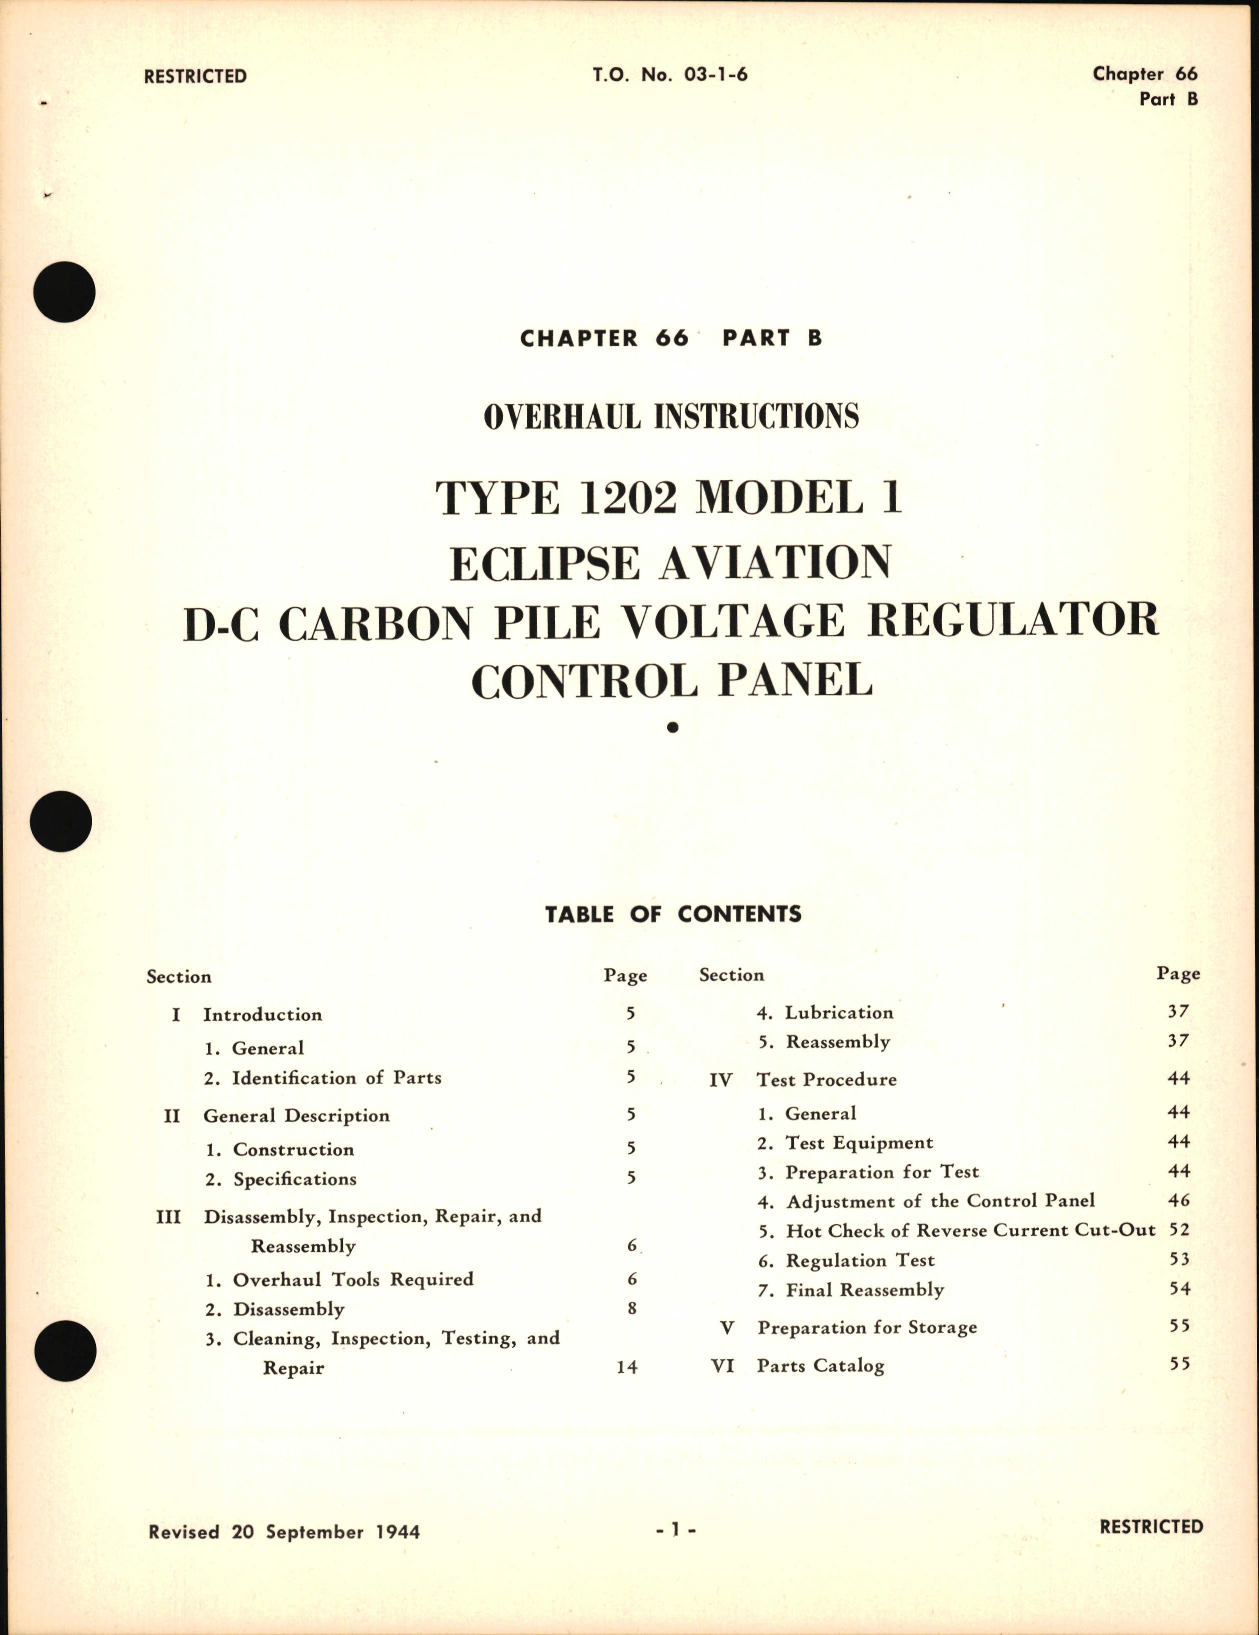 RESTRICTED T.O. No. 03-1-6 Chapter 66
Part B
CHAPTER 66 PART B
OVERHAUL INSTRUCTIONS
TYPE 1202 MODEL 1
ECLIPSE AVIATION
D-C CARBON PILE VOLTAGE REGULATOR
CONTROL PANEL
•
TABLE OF CONTENTS
Section Page
I Introduction 5
1. General 5
2. Identification of Parts 5
II General Description 5
1. Construction 5
2. Specifications 5
III Disassembly, Inspection, Repair, and
Reassembly 6
1. Overhaul Tools Required 6
2. Disassembly 8
3. Cleaning, Inspection, Testing, and
Repair 14
Section Page
4. Lubrication 37
5. Reassembly 37
IV Test Procedure 44
1. General 44
2. Test Equipment 44
3. Preparation for Test 44
4. Adjustment of the Control Panel 46
5. Hot Check of Reverse Current Cut-Out 52
6. Regulation Test 53
7. Final Reassembly 54
V Preparation for Storage 55
VI Parts Catalog 55
Revised 20 September 1944 - 1 - RESTRICTED